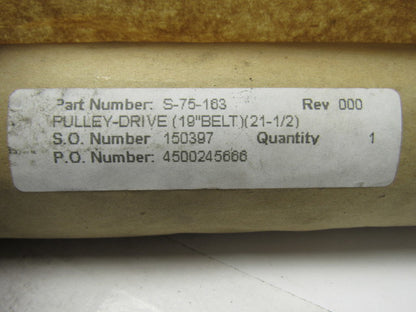 Part Number: S-75-163 Rev 000
PULLEY-DRIVE (19"BELT)(21-1/2)
S.O. Number 150397 Quantity 1
P.O. Number: 4500245666